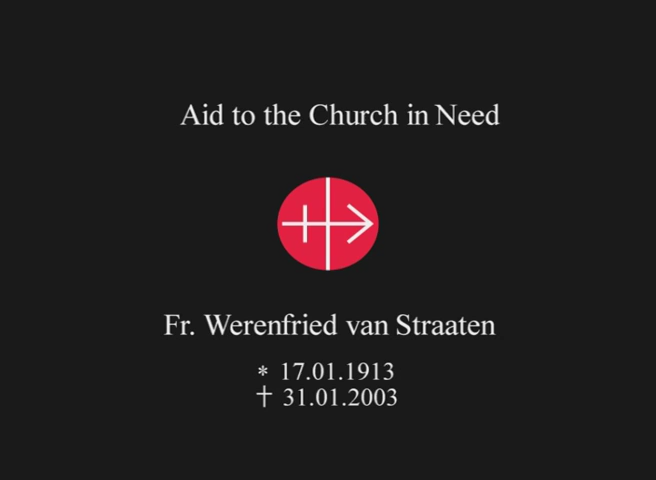 Aid to the Church in Need
Fr. Werenfried van Straaten
* 17.01.1913
† 31.01.2003